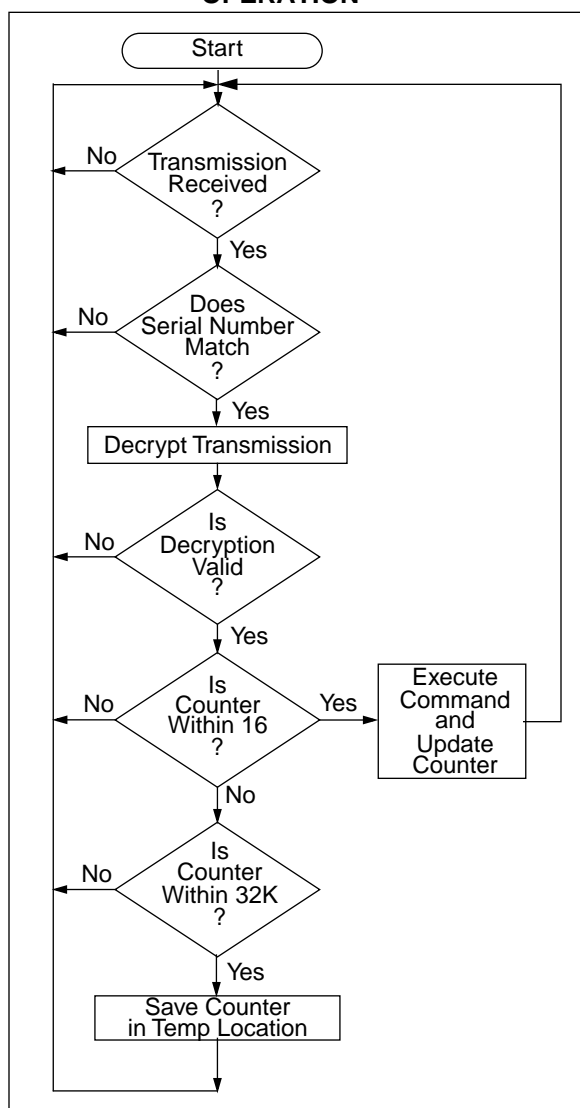 OPERATION
Start
No
Transmission
Received
?
Yes
No
Does
Serial Number
Match
?
Yes
Decrypt Transmission
No
Is
Decryption
Valid
?
Yes
No
Is
Counter
Within 16
?
Yes
Execute
Command
and
Update
Counter
No
No
Is
Counter
Within 32K
?
Yes
Save Counter
in Temp Location